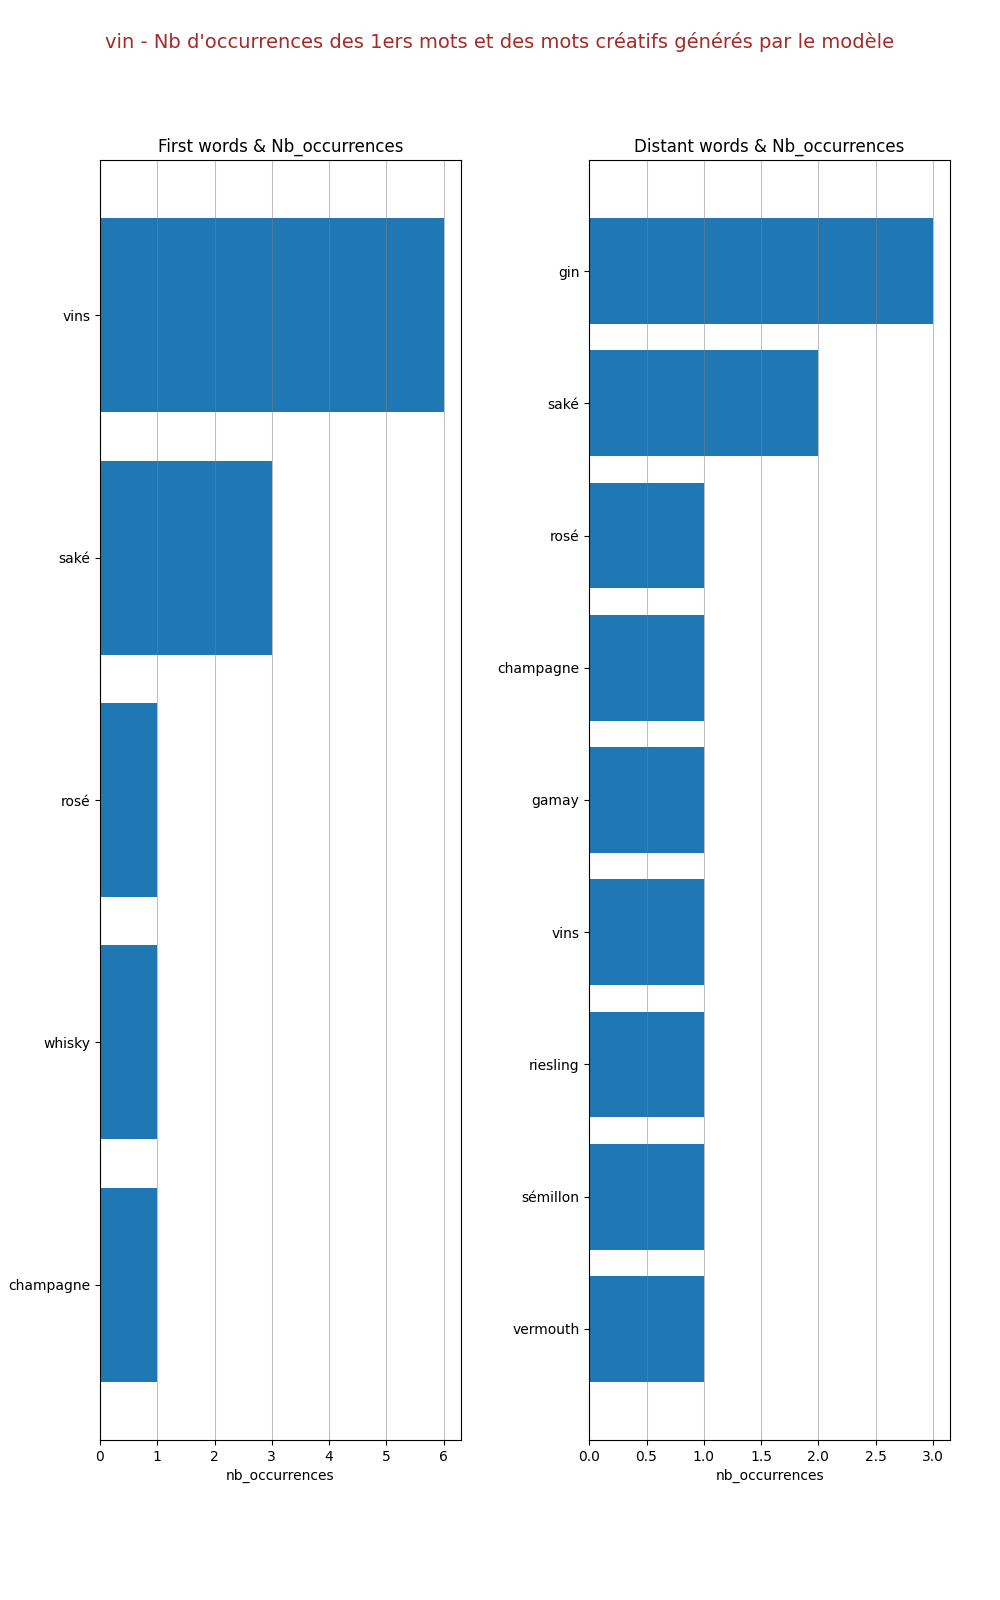 vin - Nb d'occurrences des 1ers mots et des mots créatifs générés par le modèle
First words & Nb_occurrences
vins
saké
rosé
whisky
champagne
0 1 2 3 4 5 6
nb_occurrences
Distant words & Nb_occurrences
gin
saké
rosé
champagne
gamay
vins
riesling
sémillon
vermouth
0.0 0.5 1.0 1.5 2.0 2.5 3.0
nb_occurrences